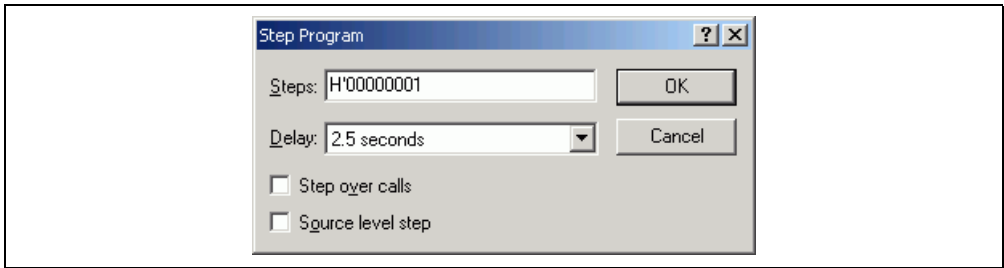 Step Program
Steps: H'00000001
OK
Delay: 2.5 seconds
Cancel
Step over calls
Source level step